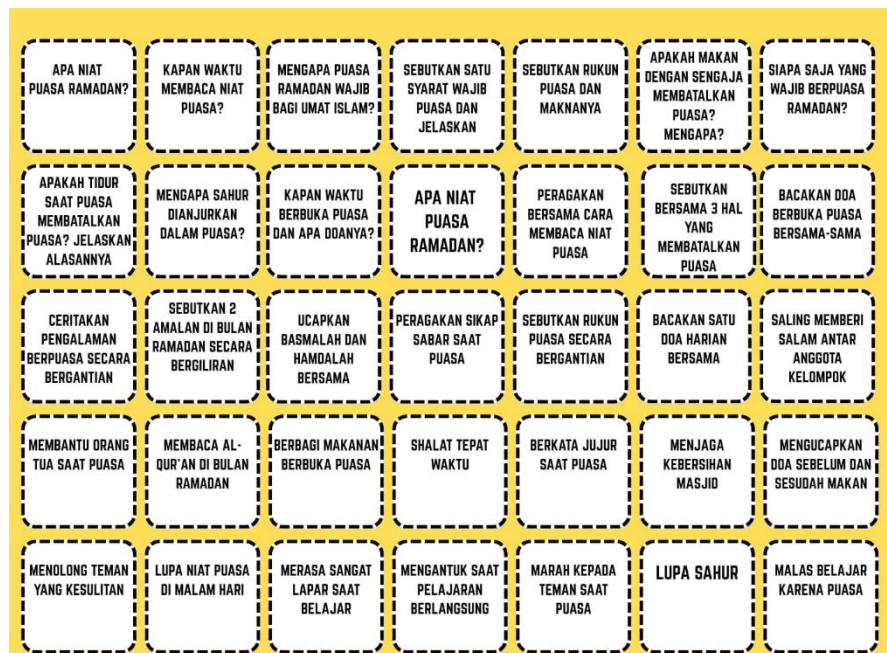 APA NIAT
PUASA RAMADAN?
KAPAN WAKTU
MEMBACA NIAT
PUASA?
MENGAPA PUASA
RAMADAN WAJIB
BAGI UMAT ISLAM?
SEBUTKAN SATU
SYARAT WAJIB
PUASA DAN
JELASKAN
SEBUTKAN RUKUN
PUASA DAN
MAKNANYA
APAKAH MAKAN
DENGAN SENGAJA
MEMBATALKAN
PUASA?
MENGAPA?
SIAPA SAJA YANG
WAJIB BERPUASA
RAMADAN?
APAKAH TIDUR
SAAT PUASA
MEMBATALKAN
PUASA? JELASKAN
ALASANNYA
MENGAPA SAHUR
DIANJURKAN
DALAM PUASA?
KAPAN WAKTU
BERBUKA PUASA
DAN APA DOANYA?
APA NIAT
PUASA
RAMADAN?
PERAGAKAN
BERSAMA CARA
MEMBACA NIAT
PUASA
SEBUTKAN
BERSAMA 3 HAL
YANG
MEMBATALKAN
PUASA
BACAKAN DOA
BERBUKA PUASA
BERSAMA-SAMA
CERITAKAN
PENGALAMAN
BERPUASA SECARA
BERGANTIAN
SEBUTKAN 2
AMALAN DI BULAN
RAMADAN SECARA
BERGILIRAN
UCAPKAN
BASMALAH DAN
HAMDALAH
BERSAMA
PERAGAKAN SIKAP
SABAR SAAT
PUASA
SEBUTKAN RUKUN
PUASA SECARA
BERGANTIAN
BACAKAN SATU
DOA HARIAN
BERSAMA
SALING MEMBERI
SALAM ANTAR
ANGGOTA
KELOMPOK
MEMBANTU ORANG
TUA SAAT PUASA
MEMBACA AL-
QUR'AN DI BULAN
RAMADAN
BERBAGI MAKANAN
BERBUKA PUASA
SHALAT TEPAT
WAKTU
BERKATA JUJUR
SAAT PUASA
MENJAGA
KEBERSIHAN
MASJID
MENGUCAPKAN
DOA SEBELUM DAN
SESUDAH MAKAN
MENOLONG TEMAN
YANG KESULITAN
LUPA NIAT PUASA
DI MALAM HARI
MERASA SANGAT
LAPAR SAAT
BELAJAR
MENGANTUK SAAT
PELAJARAN
BERLANGSUNG
MARAH KEPADA
TEMAN SAAT
PUASA
LUPA SAHUR
MALAS BELAJAR
KARENA PUASA